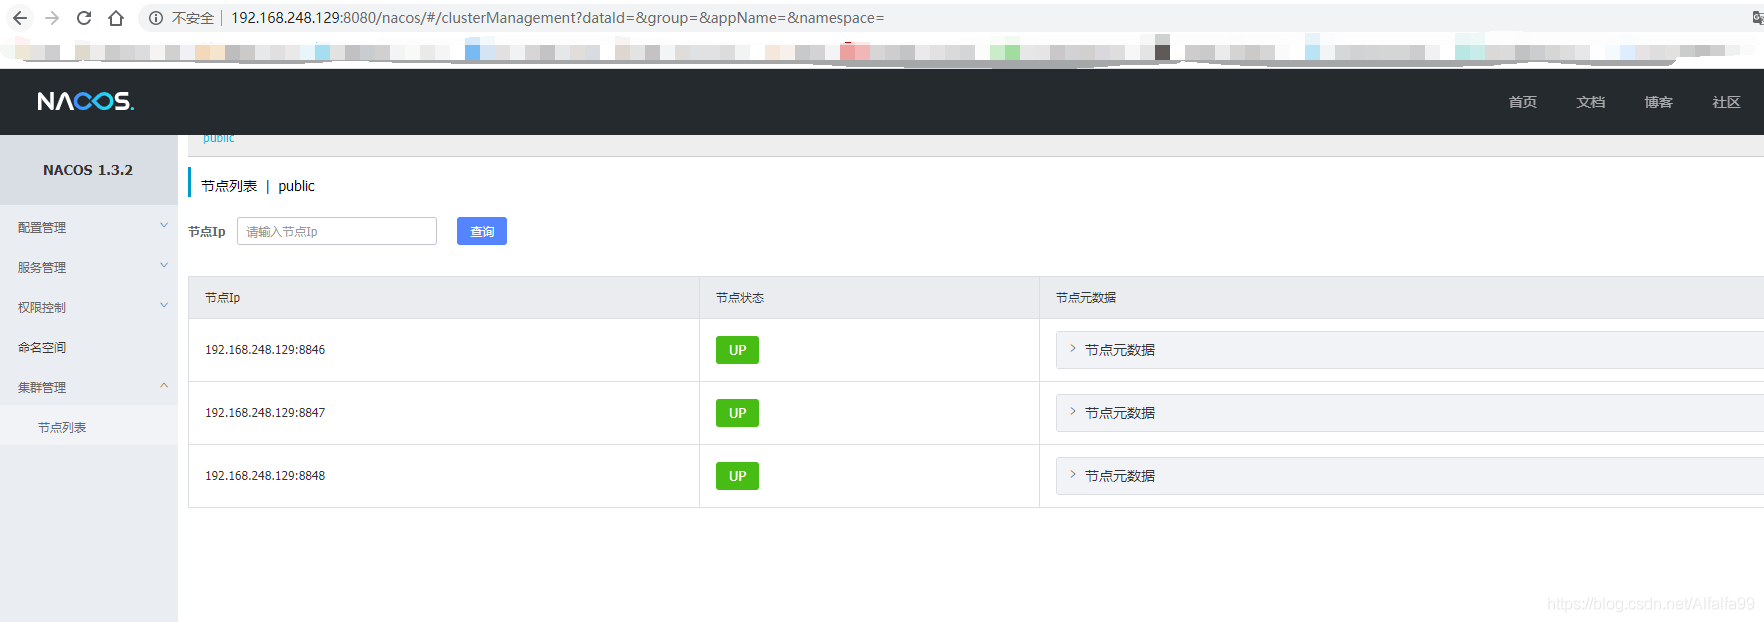 不安全 192.168.248.129:8080/nacos/#/clusterManagement?dataId=&group=&appName=&namespace=
NACOS.
首页 文档 博客 社区
public
NACOS 1.3.2
节点列表 | public
配置管理
节点Ip 请输入节点Ip 查询
服务管理
权限控制
命名空间
集群管理
节点列表
节点Ip 节点状态 节点元数据
192.168.248.129:8846 UP 节点元数据
192.168.248.129:8847 UP 节点元数据
192.168.248.129:8848 UP 节点元数据
https://blog.csdn.net/Alfalfa99